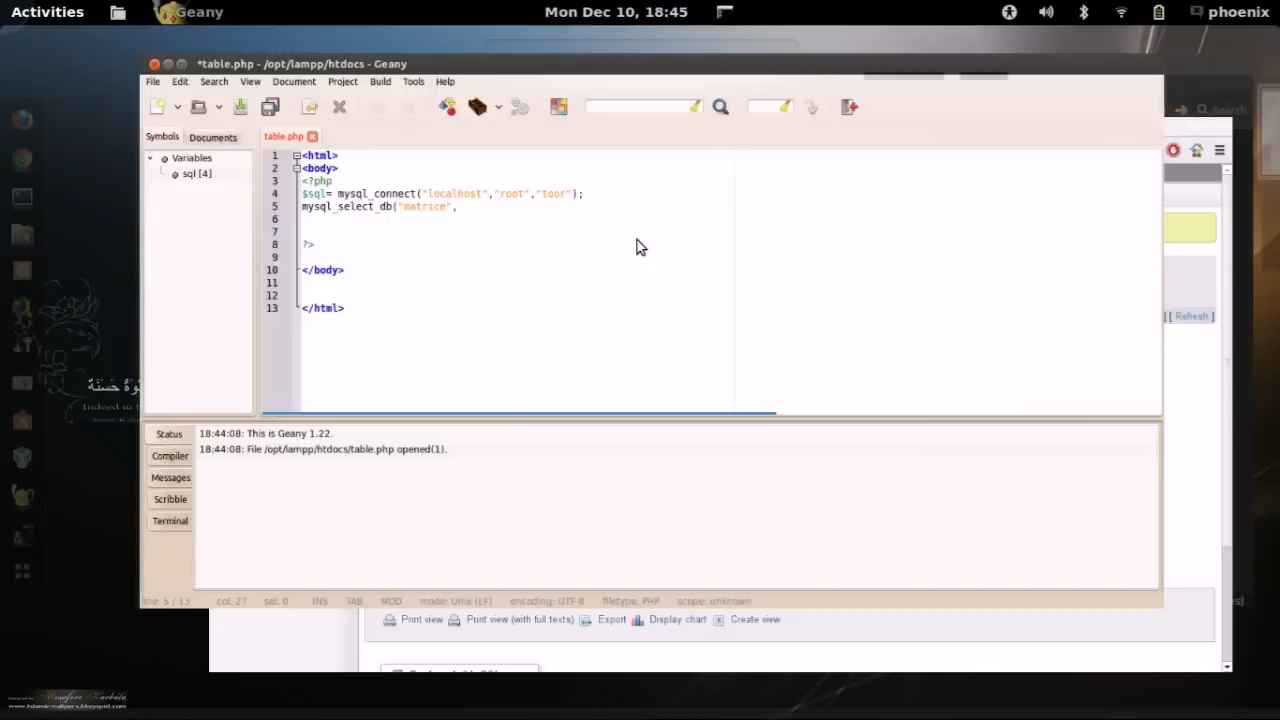 Activities
Geany
Mon Dec 10, 18:45
phoenix
*table.php - /opt/lampp/htdocs - Geany
File Edit Search View Document Project Build Tools Help
Search
Symbols Documents
table.php
Variables
sql [4]
1 <html>
2 <body>
3 <?php
4 $sql= mysql_connect("localhost","root","toor");
5 mysql_select_db("matrice",
6
7
8 ?>
9
10 </body>
11
12
13 </html>
] [ Refresh ]
Status
Compiler
Messages
Scribble
Terminal
18:44:08: This is Geany 1.22.
18:44:08: File /opt/lampp/htdocs/table.php opened(1).
line: 5 / 13 col: 27 sel: 0 INS TAB MOD mode: Unix (LF) encoding: UTF-8 filetype: PHP scope: unknown
Print view Print view (with full texts) Export Display chart Create view
حَسَنَة
Indeed in